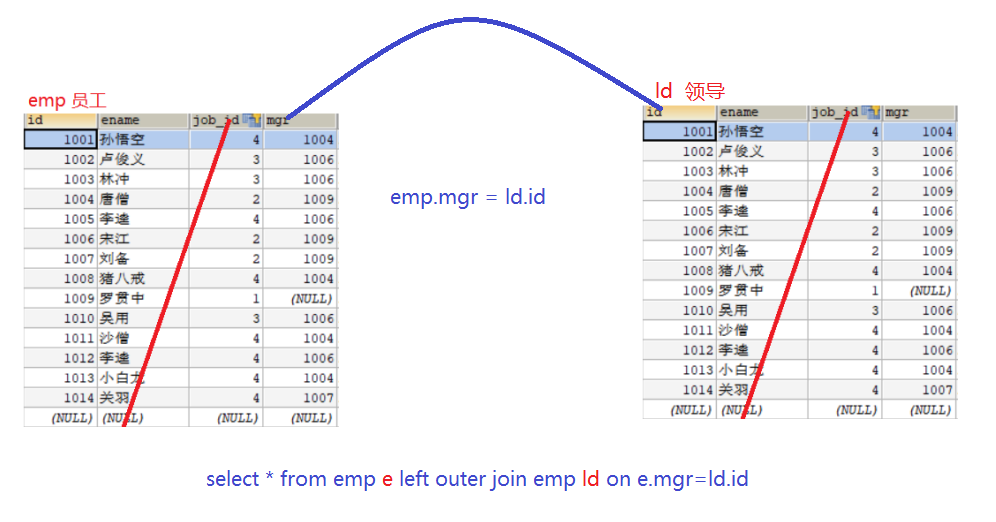 emp 员工
id ename job_id mgr
1001 孙悟空 4 1004
1002 卢俊义 3 1006
1003 林冲 3 1006
1004 唐僧 2 1009
1005 李逵 4 1006
1006 宋江 2 1009
1007 刘备 2 1009
1008 猪八戒 4 1004
1009 罗贯中 1 (NULL)
1010 吴用 3 1006
1011 沙僧 4 1004
1012 李逵 4 1006
1013 小白龙 4 1004
1014 关羽 4 1007
(NULL) (NULL) (NULL) (NULL)
emp.mgr = ld.id
ld 领导
id ename job_id mgr
1001 孙悟空 4 1004
1002 卢俊义 3 1006
1003 林冲 3 1006
1004 唐僧 2 1009
1005 李逵 4 1006
1006 宋江 2 1009
1007 刘备 2 1009
1008 猪八戒 4 1004
1009 罗贯中 1 (NULL)
1010 吴用 3 1006
1011 沙僧 4 1004
1012 李逵 4 1006
1013 小白龙 4 1004
1014 关羽 4 1007
(NULL) (NULL) (NULL) (NULL)
select * from emp e left outer join emp ld on e.mgr=ld.id